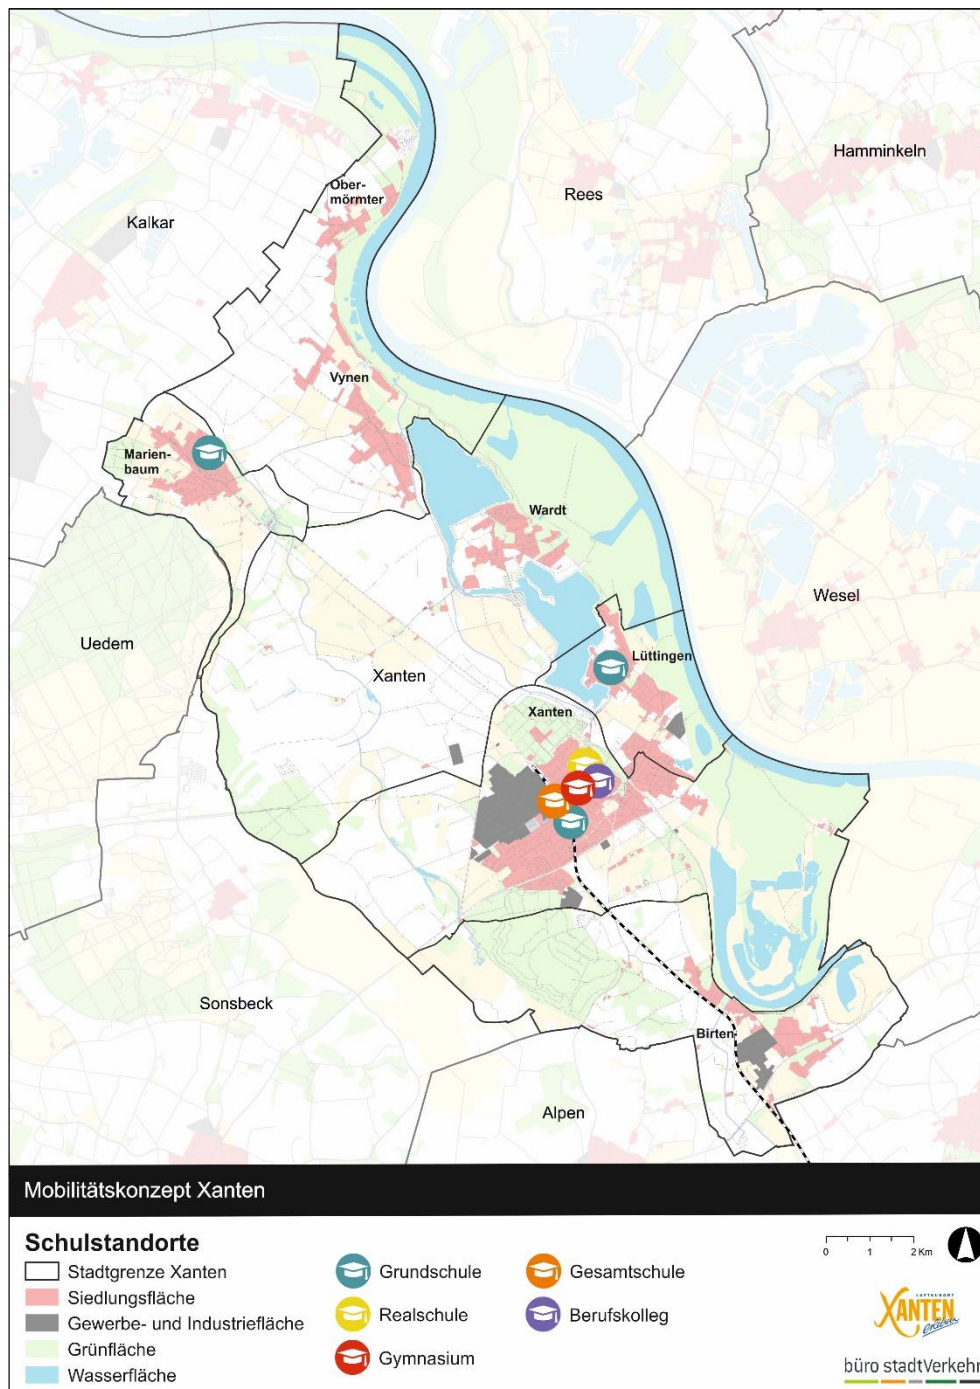 Hamminkeln
Rees
Ober-
mörmter
Kalkar
Vynen
Marien-
baum
Wardt
Wesel
Uedem
Lüttingen
Xanten
Xanten
Sonsbeck
Birten
Alpen
Mobilitätskonzept Xanten
Schulstandorte
Stadtgrenze Xanten
Siedlungsfläche
Gewerbe- und Industriefläche
Grünfläche
Wasserfläche
Grundschule
Realschule
Gymnasium
Gesamtschule
Berufskolleg
0 1 2 Km
LUFTKURORT
XANTEN
erleben
büro stadtVerkehr